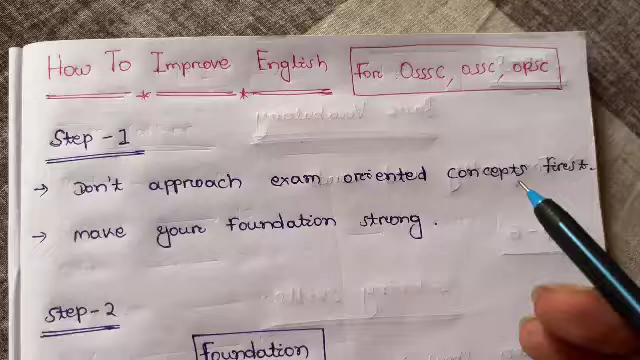 How To Improve English
For Osssc, ossc, opsc
Step-1
→ Don't approach exam oriented concepts first.
→ make your foundation strong.
Step-2
foundation